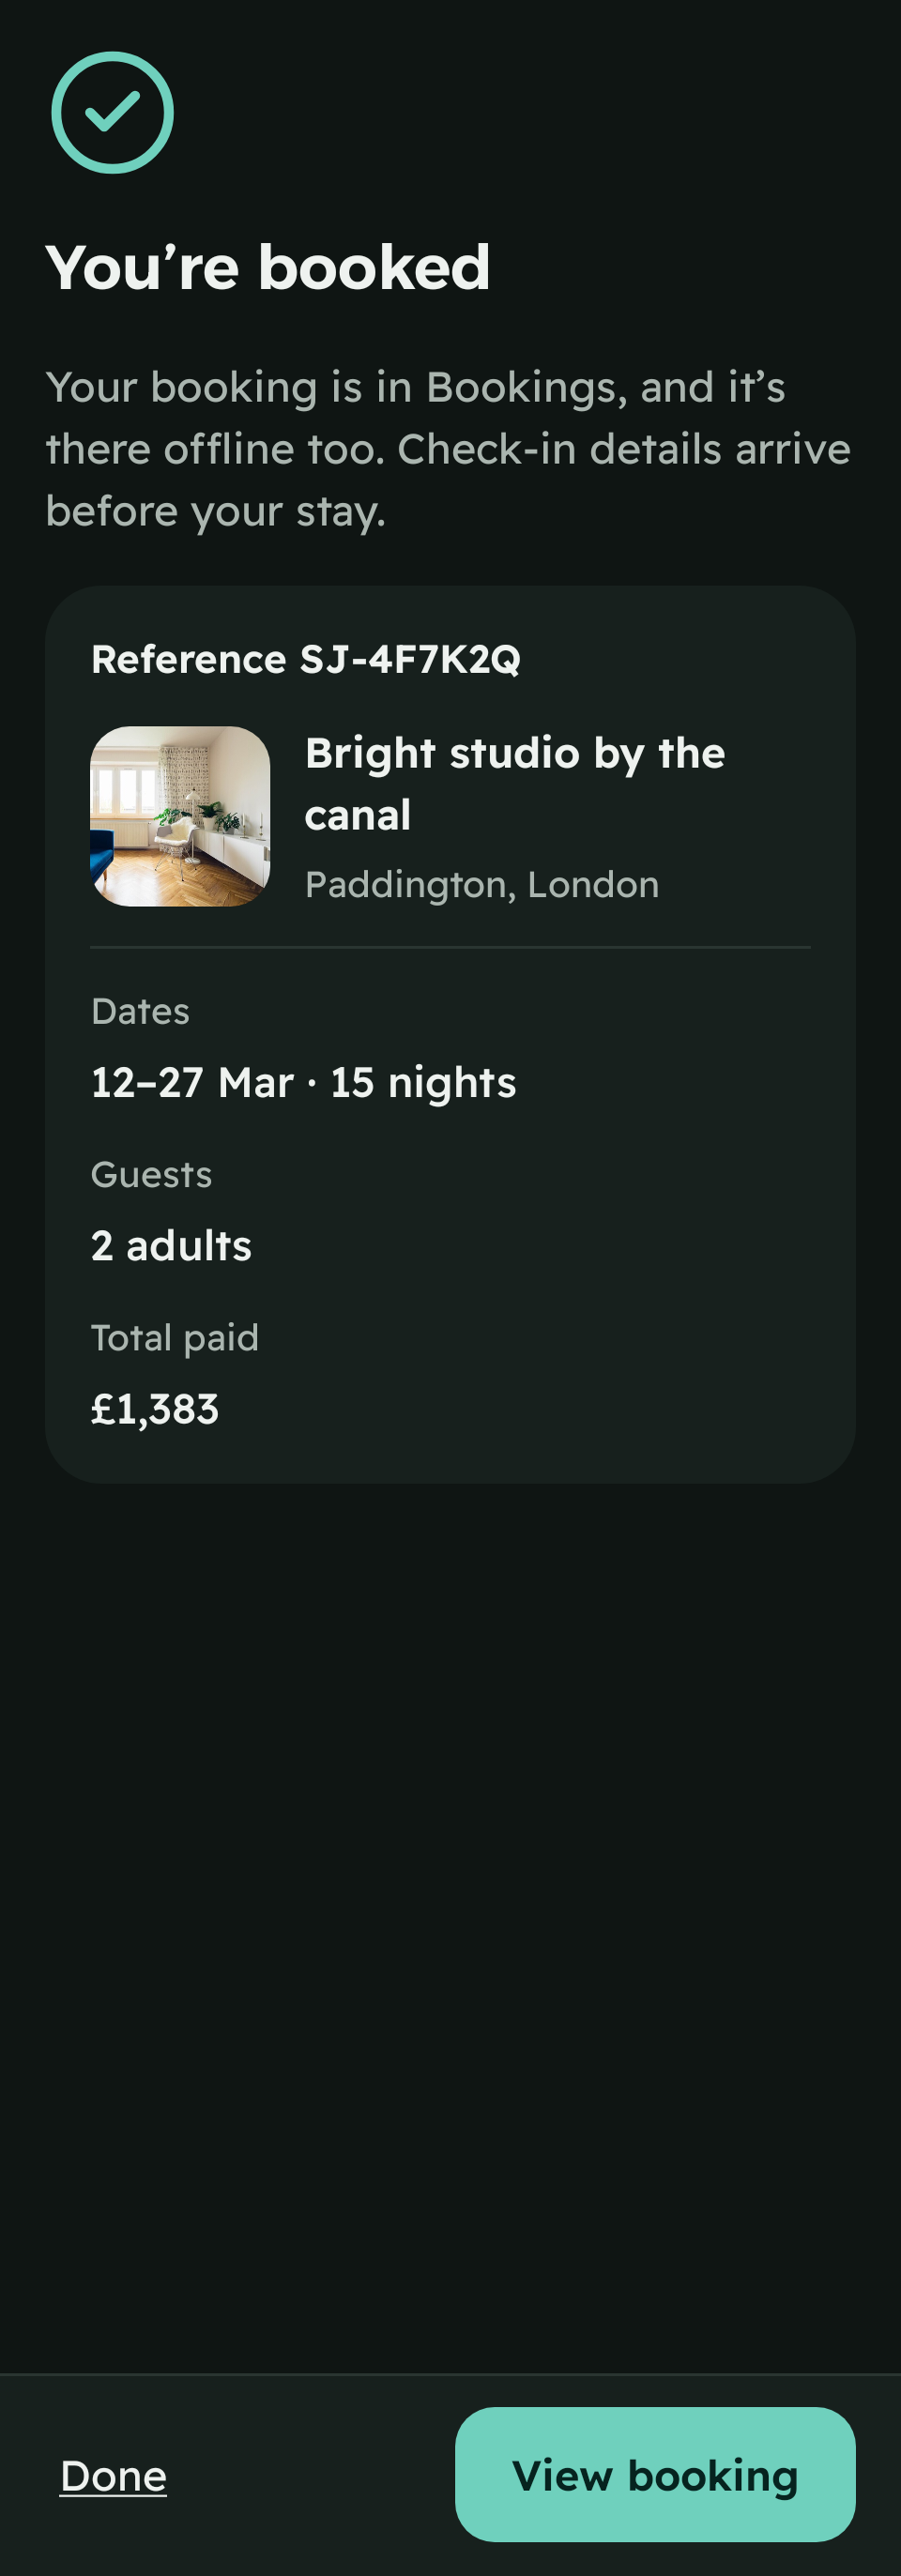 You’re booked
Your booking is in Bookings, and it’s
there offline too. Check-in details arrive
before your stay.
Reference SJ-4F7K2Q
Bright studio by the
canal
Paddington, London
Dates
12–27 Mar · 15 nights
Guests
2 adults
Total paid
£1,383
Done
View booking